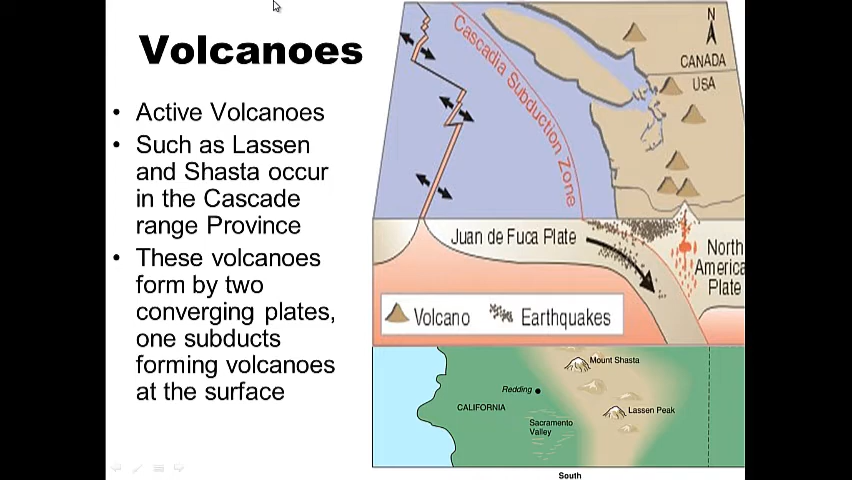 Volcanoes
• Active Volcanoes
• Such as Lassen
and Shasta occur
in the Cascade
range Province
• These volcanoes
form by two
converging plates,
one subducts
forming volcanoes
at the surface
N
CANADA
USA
Cascadia Subduction Zone
Juan de Fuca Plate
North
America
Plate
Volcano
Earthquakes
Mount Shasta
Redding
CALIFORNIA
Lassen Peak
Sacramento
Valley
South